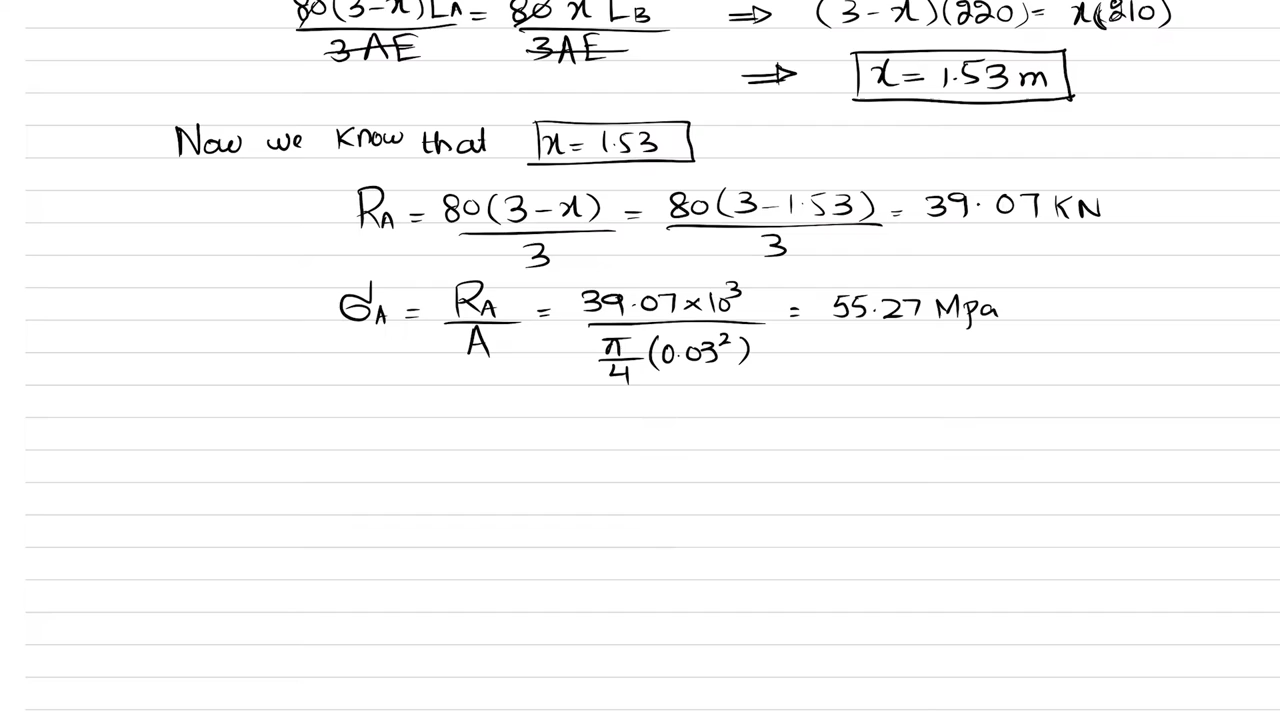 80(3-x)LA/3AE = 80 x LB/3AE ⇒ (3-x)(220) = x(210)
⇒ x = 1.53 m
Now we know that x = 1.53
RA = 80(3-x)/3 = 80(3-1.53)/3 = 39.07 KN
σA = RA/A = 39.07×10³/π/4 (0.03²) = 55.27 Mpa